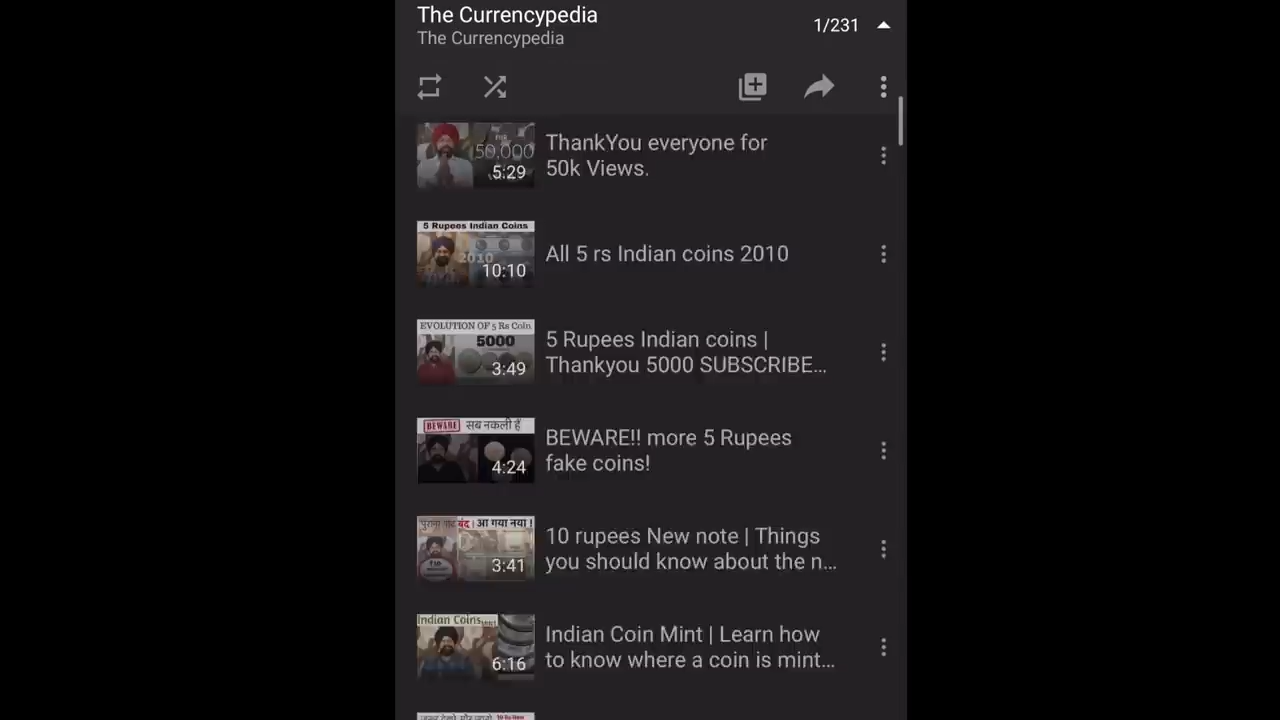 The Currencypedia
The Currencypedia
1/231
50,000
5:29
ThankYou everyone for
50k Views.
5 Rupees Indian Coins
2010
10:10
All 5 rs Indian coins 2010
EVOLUTION OF 5 Rs Coin
5000
3:49
5 Rupees Indian coins |
Thankyou 5000 SUBSCRIBE...
BEWARE सब नकली हैं
4:24
BEWARE!! more 5 Rupees
fake coins!
पुराना नोट बंद | आ गया नया !
3:41
10 rupees New note | Things
you should know about the n...
Indian Coins MINT
6:16
Indian Coin Mint | Learn how
to know where a coin is mint...